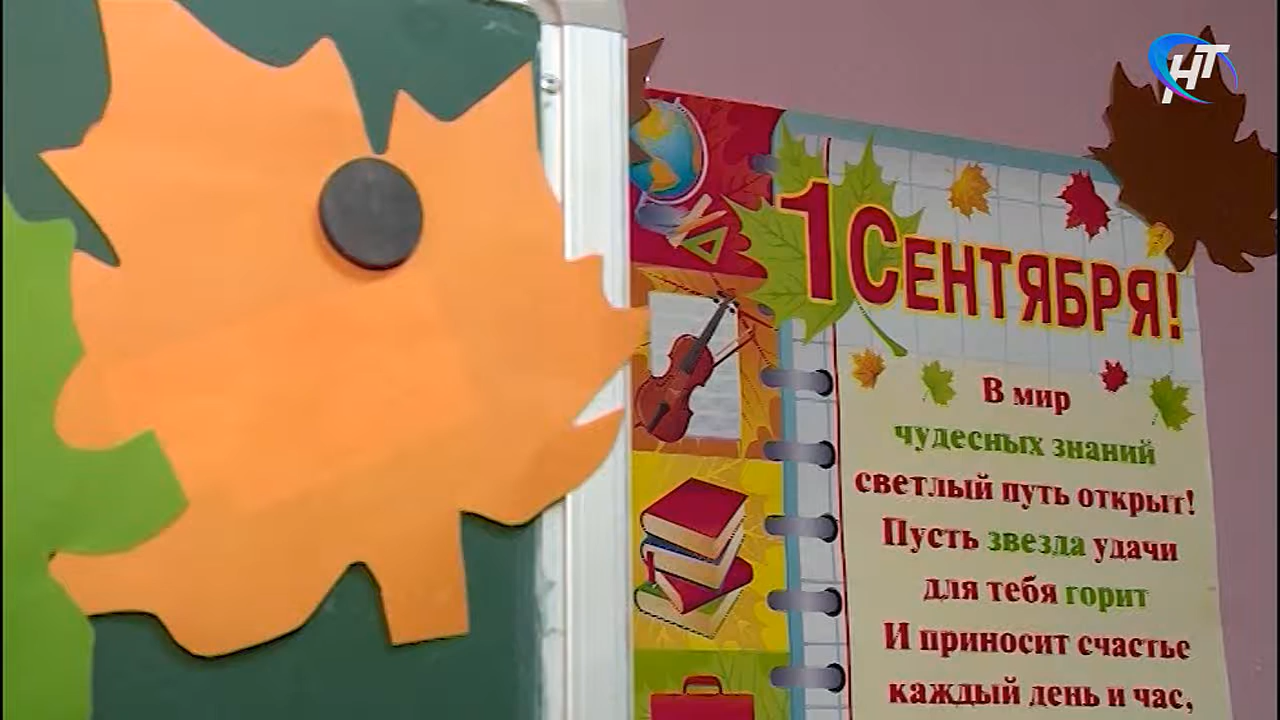 НТ
1 СЕНТЯБРЯ!
В мир
чудесных знаний
светлый путь открыт!
Пусть звезда удачи
для тебя горит
И приносит счастье
каждый день и час,